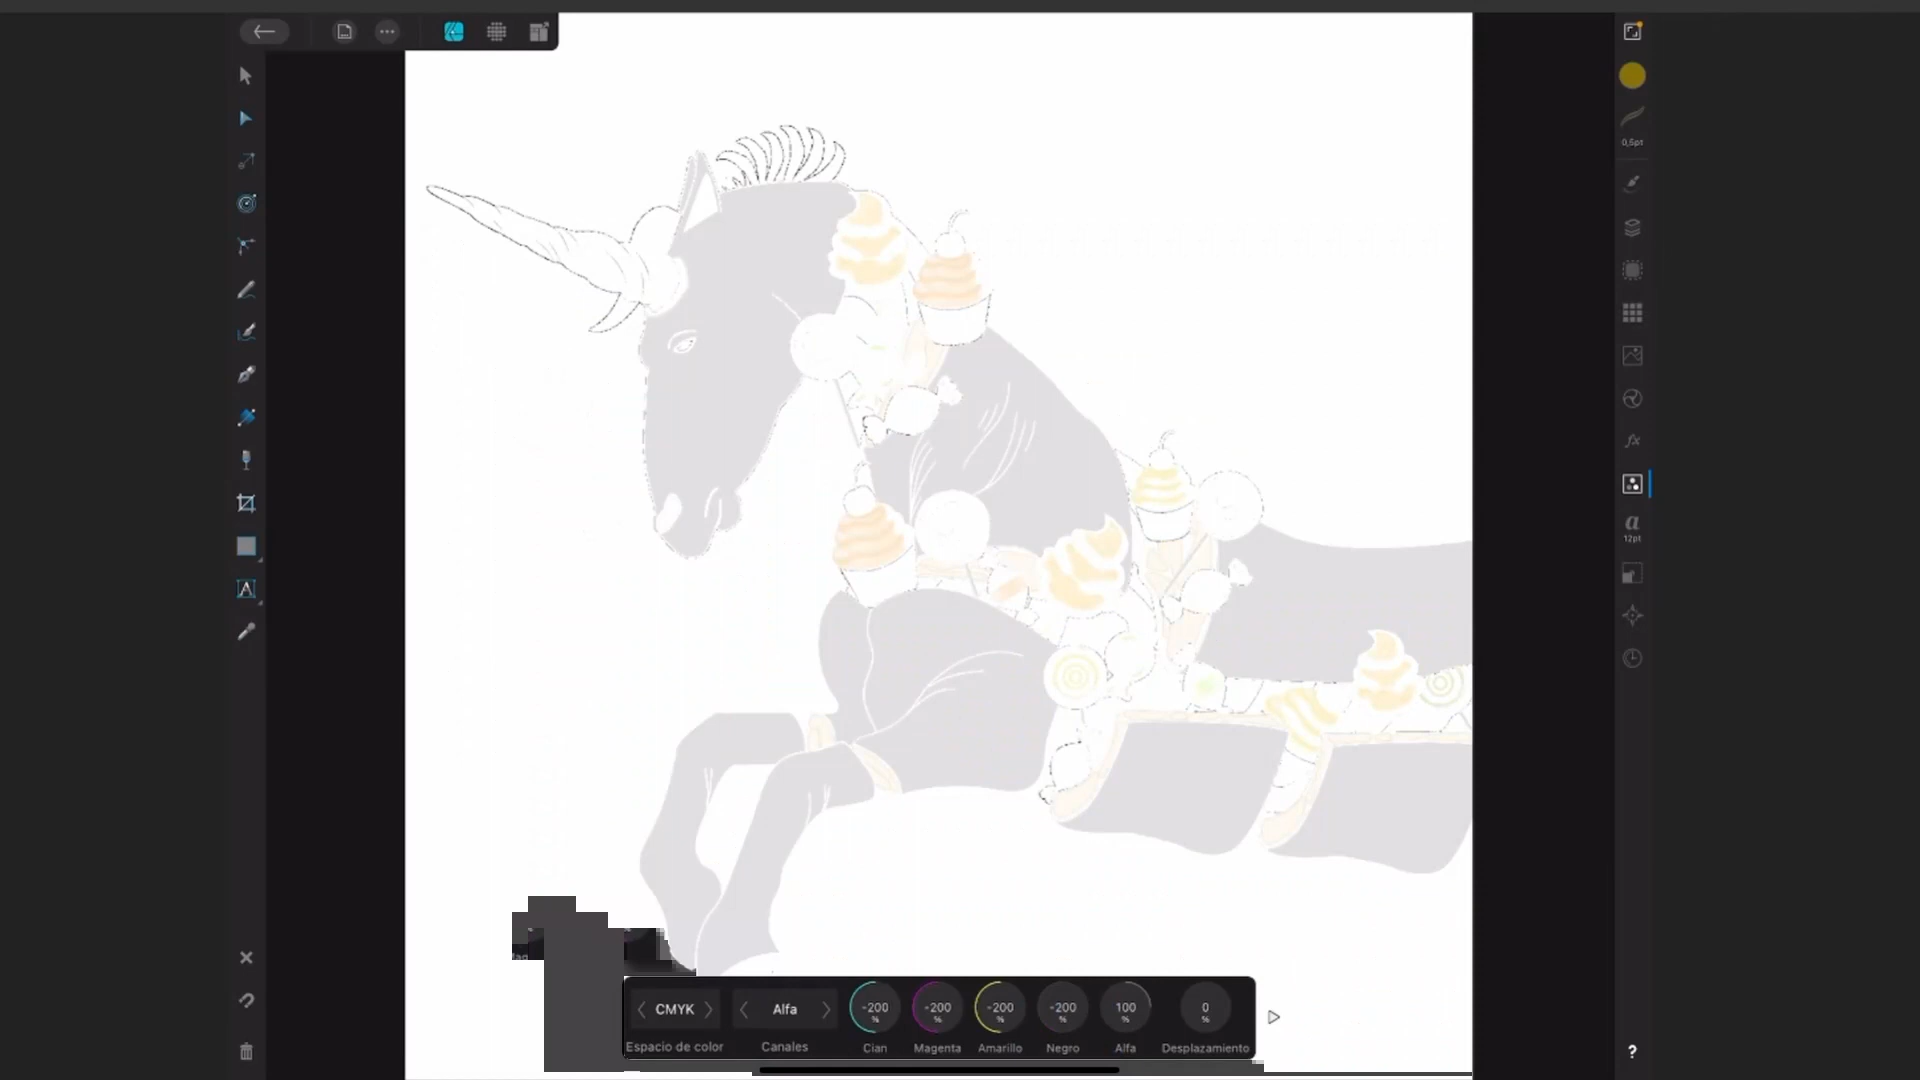 0,5pt
fx
a
12pt
A
CMYK
Alfa
-200
%
-200
%
-200
%
-200
%
100
%
0
%
Espacio de color
Canales
Cian
Magenta
Amarillo
Negro
Alfa
Desplazamiento
?